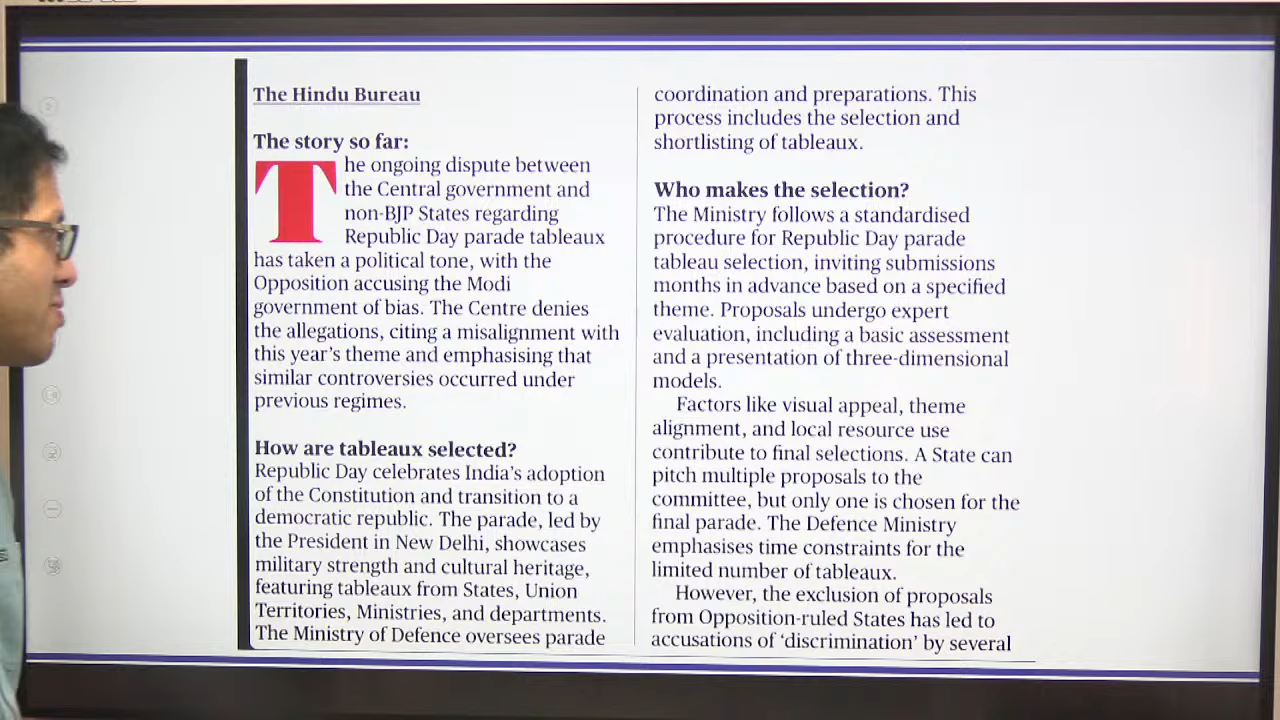 The Hindu Bureau
The story so far:
The ongoing dispute between
the Central government and
non-BJP States regarding
Republic Day parade tableaux
has taken a political tone, with the
Opposition accusing the Modi
government of bias. The Centre denies
the allegations, citing a misalignment with
this year’s theme and emphasising that
similar controversies occurred under
previous regimes.
How are tableaux selected?
Republic Day celebrates India’s adoption
of the Constitution and transition to a
democratic republic. The parade, led by
the President in New Delhi, showcases
military strength and cultural heritage,
featuring tableaux from States, Union
Territories, Ministries, and departments.
The Ministry of Defence oversees parade
coordination and preparations. This
process includes the selection and
shortlisting of tableaux.
Who makes the selection?
The Ministry follows a standardised
procedure for Republic Day parade
tableau selection, inviting submissions
months in advance based on a specified
theme. Proposals undergo expert
evaluation, including a basic assessment
and a presentation of three-dimensional
models.
Factors like visual appeal, theme
alignment, and local resource use
contribute to final selections. A State can
pitch multiple proposals to the
committee, but only one is chosen for the
final parade. The Defence Ministry
emphasises time constraints for the
limited number of tableaux.
However, the exclusion of proposals
from Opposition-ruled States has led to
accusations of ‘discrimination’ by several